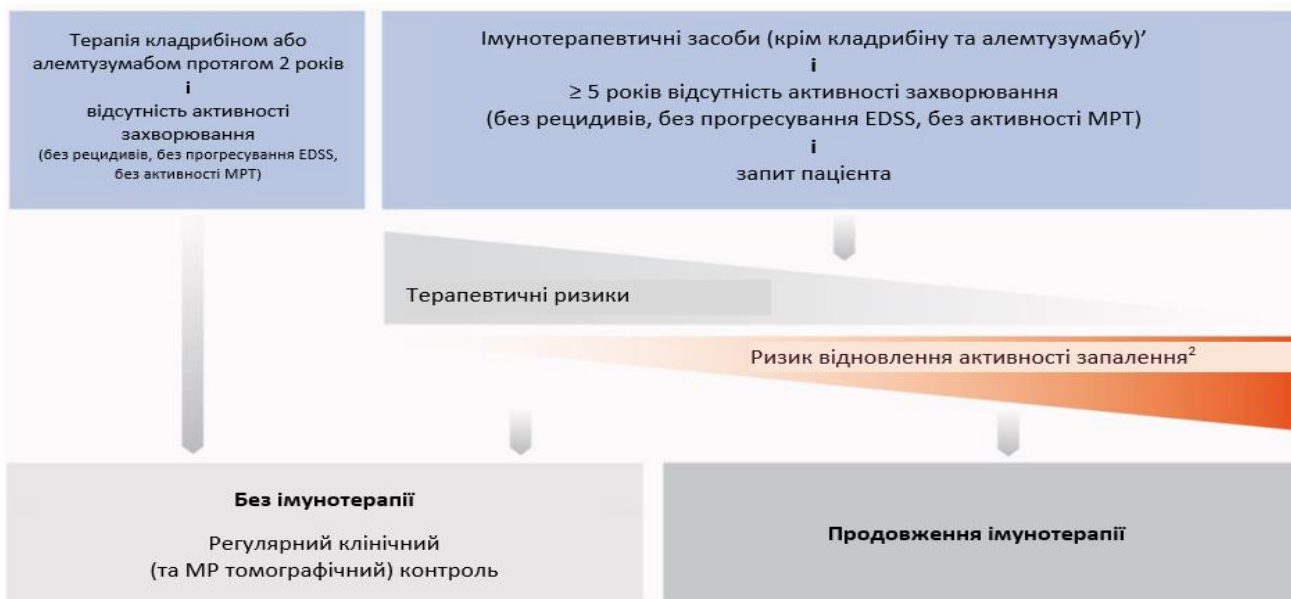 Терапія кладрибіном або
алемтузумабом протягом 2 років
і
відсутність активності
захворювання
(без рецидивів, без прогресування EDSS,
без активності МРТ)
Імунотерапевтичні засоби (крім кладрибіну та алемтузумабу)’
і
≥ 5 років відсутність активності захворювання
(без рецидивів, без прогресування EDSS, без активності МРТ)
і
запит пацієнта
Терапевтичні ризики
Ризик відновлення активності запалення²
Без імунотерапії
Регулярний клінічний
(та МР томографічний) контроль
Продовження імунотерапії